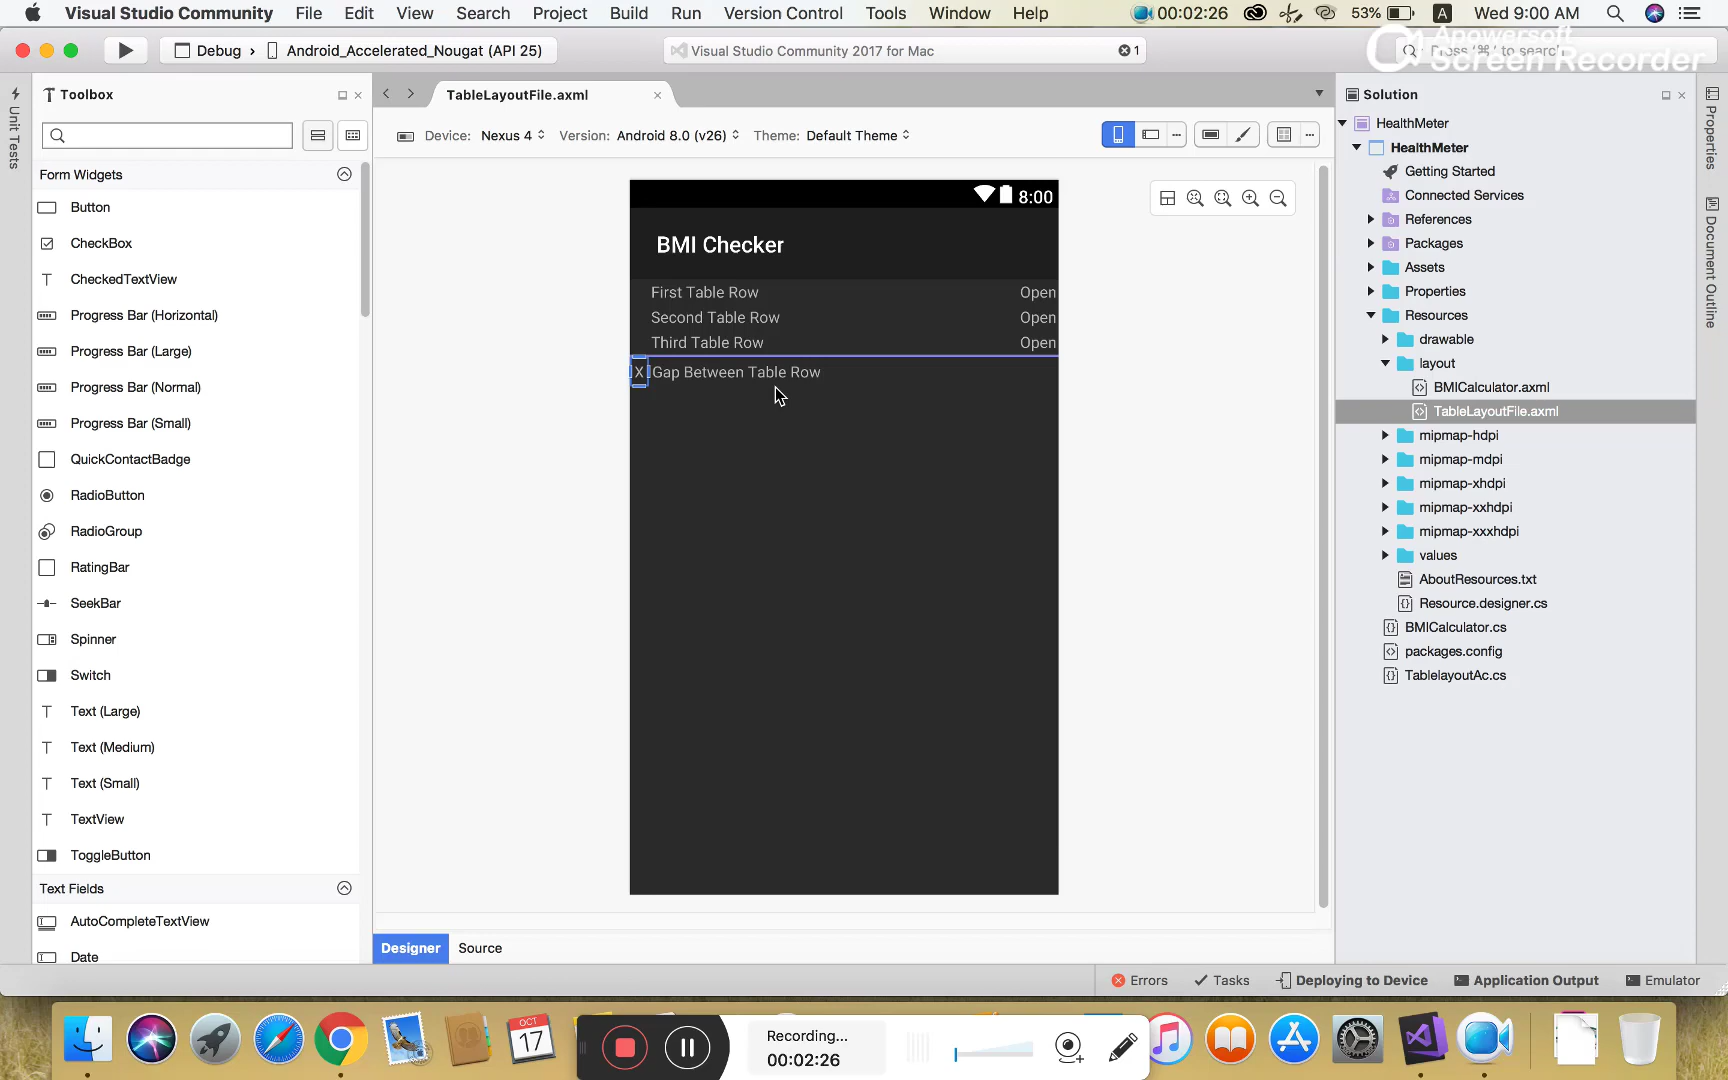 Visual Studio Community File Edit View Search Project Build Run Version Control Tools Window Help 00:02:26 53% A Wed 9:00 AM
Debug › Android_Accelerated_Nougat (API 25) Visual Studio Community 2017 for Mac 1 Press '⌘.' to search
Apowersoft
Screen Recorder
Unit Tests
Toolbox
Form Widgets
Button
CheckBox
CheckedTextView
Progress Bar (Horizontal)
Progress Bar (Large)
Progress Bar (Normal)
Progress Bar (Small)
QuickContactBadge
RadioButton
RadioGroup
RatingBar
SeekBar
Spinner
Switch
Text (Large)
Text (Medium)
Text (Small)
TextView
ToggleButton
Text Fields
AutoCompleteTextView
Date
TableLayoutFile.axml
Device: Nexus 4 Version: Android 8.0 (v26) Theme: Default Theme
8:00
BMI Checker
First Table Row Open
Second Table Row Open
Third Table Row Open
X Gap Between Table Row
Designer Source
Solution
HealthMeter
HealthMeter
Getting Started
Connected Services
References
Packages
Assets
Properties
Resources
drawable
layout
BMICalculator.axml
TableLayoutFile.axml
mipmap-hdpi
mipmap-mdpi
mipmap-xhdpi
mipmap-xxhdpi
mipmap-xxxhdpi
values
AboutResources.txt
Resource.designer.cs
BMICalculator.cs
packages.config
TablelayoutAc.cs
Properties
Document Outline
Errors Tasks Deploying to Device Application Output Emulator
OCT
17
Recording...
00:02:26